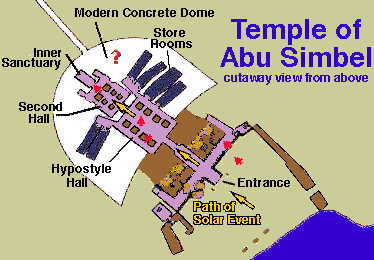 Modern Concrete Dome
Temple of
Abu Simbel
cutaway view from above
Store
Rooms
?
Inner
Sanctuary
Second
Hall
Hypostyle
Hall
Entrance
Path of
Solar Event